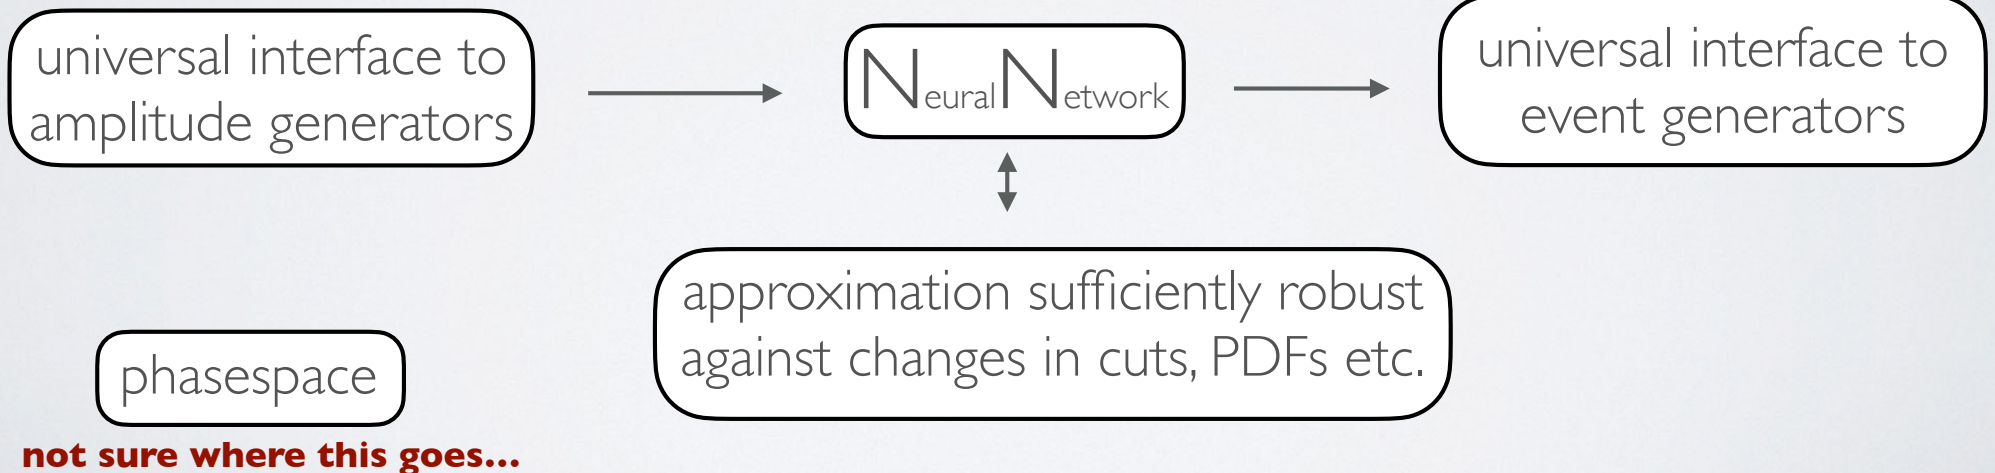 universal interface to
amplitude generators
NeuralNetwork
universal interface to
event generators
approximation sufficiently robust
against changes in cuts, PDFs etc.
phasespace
not sure where this goes...